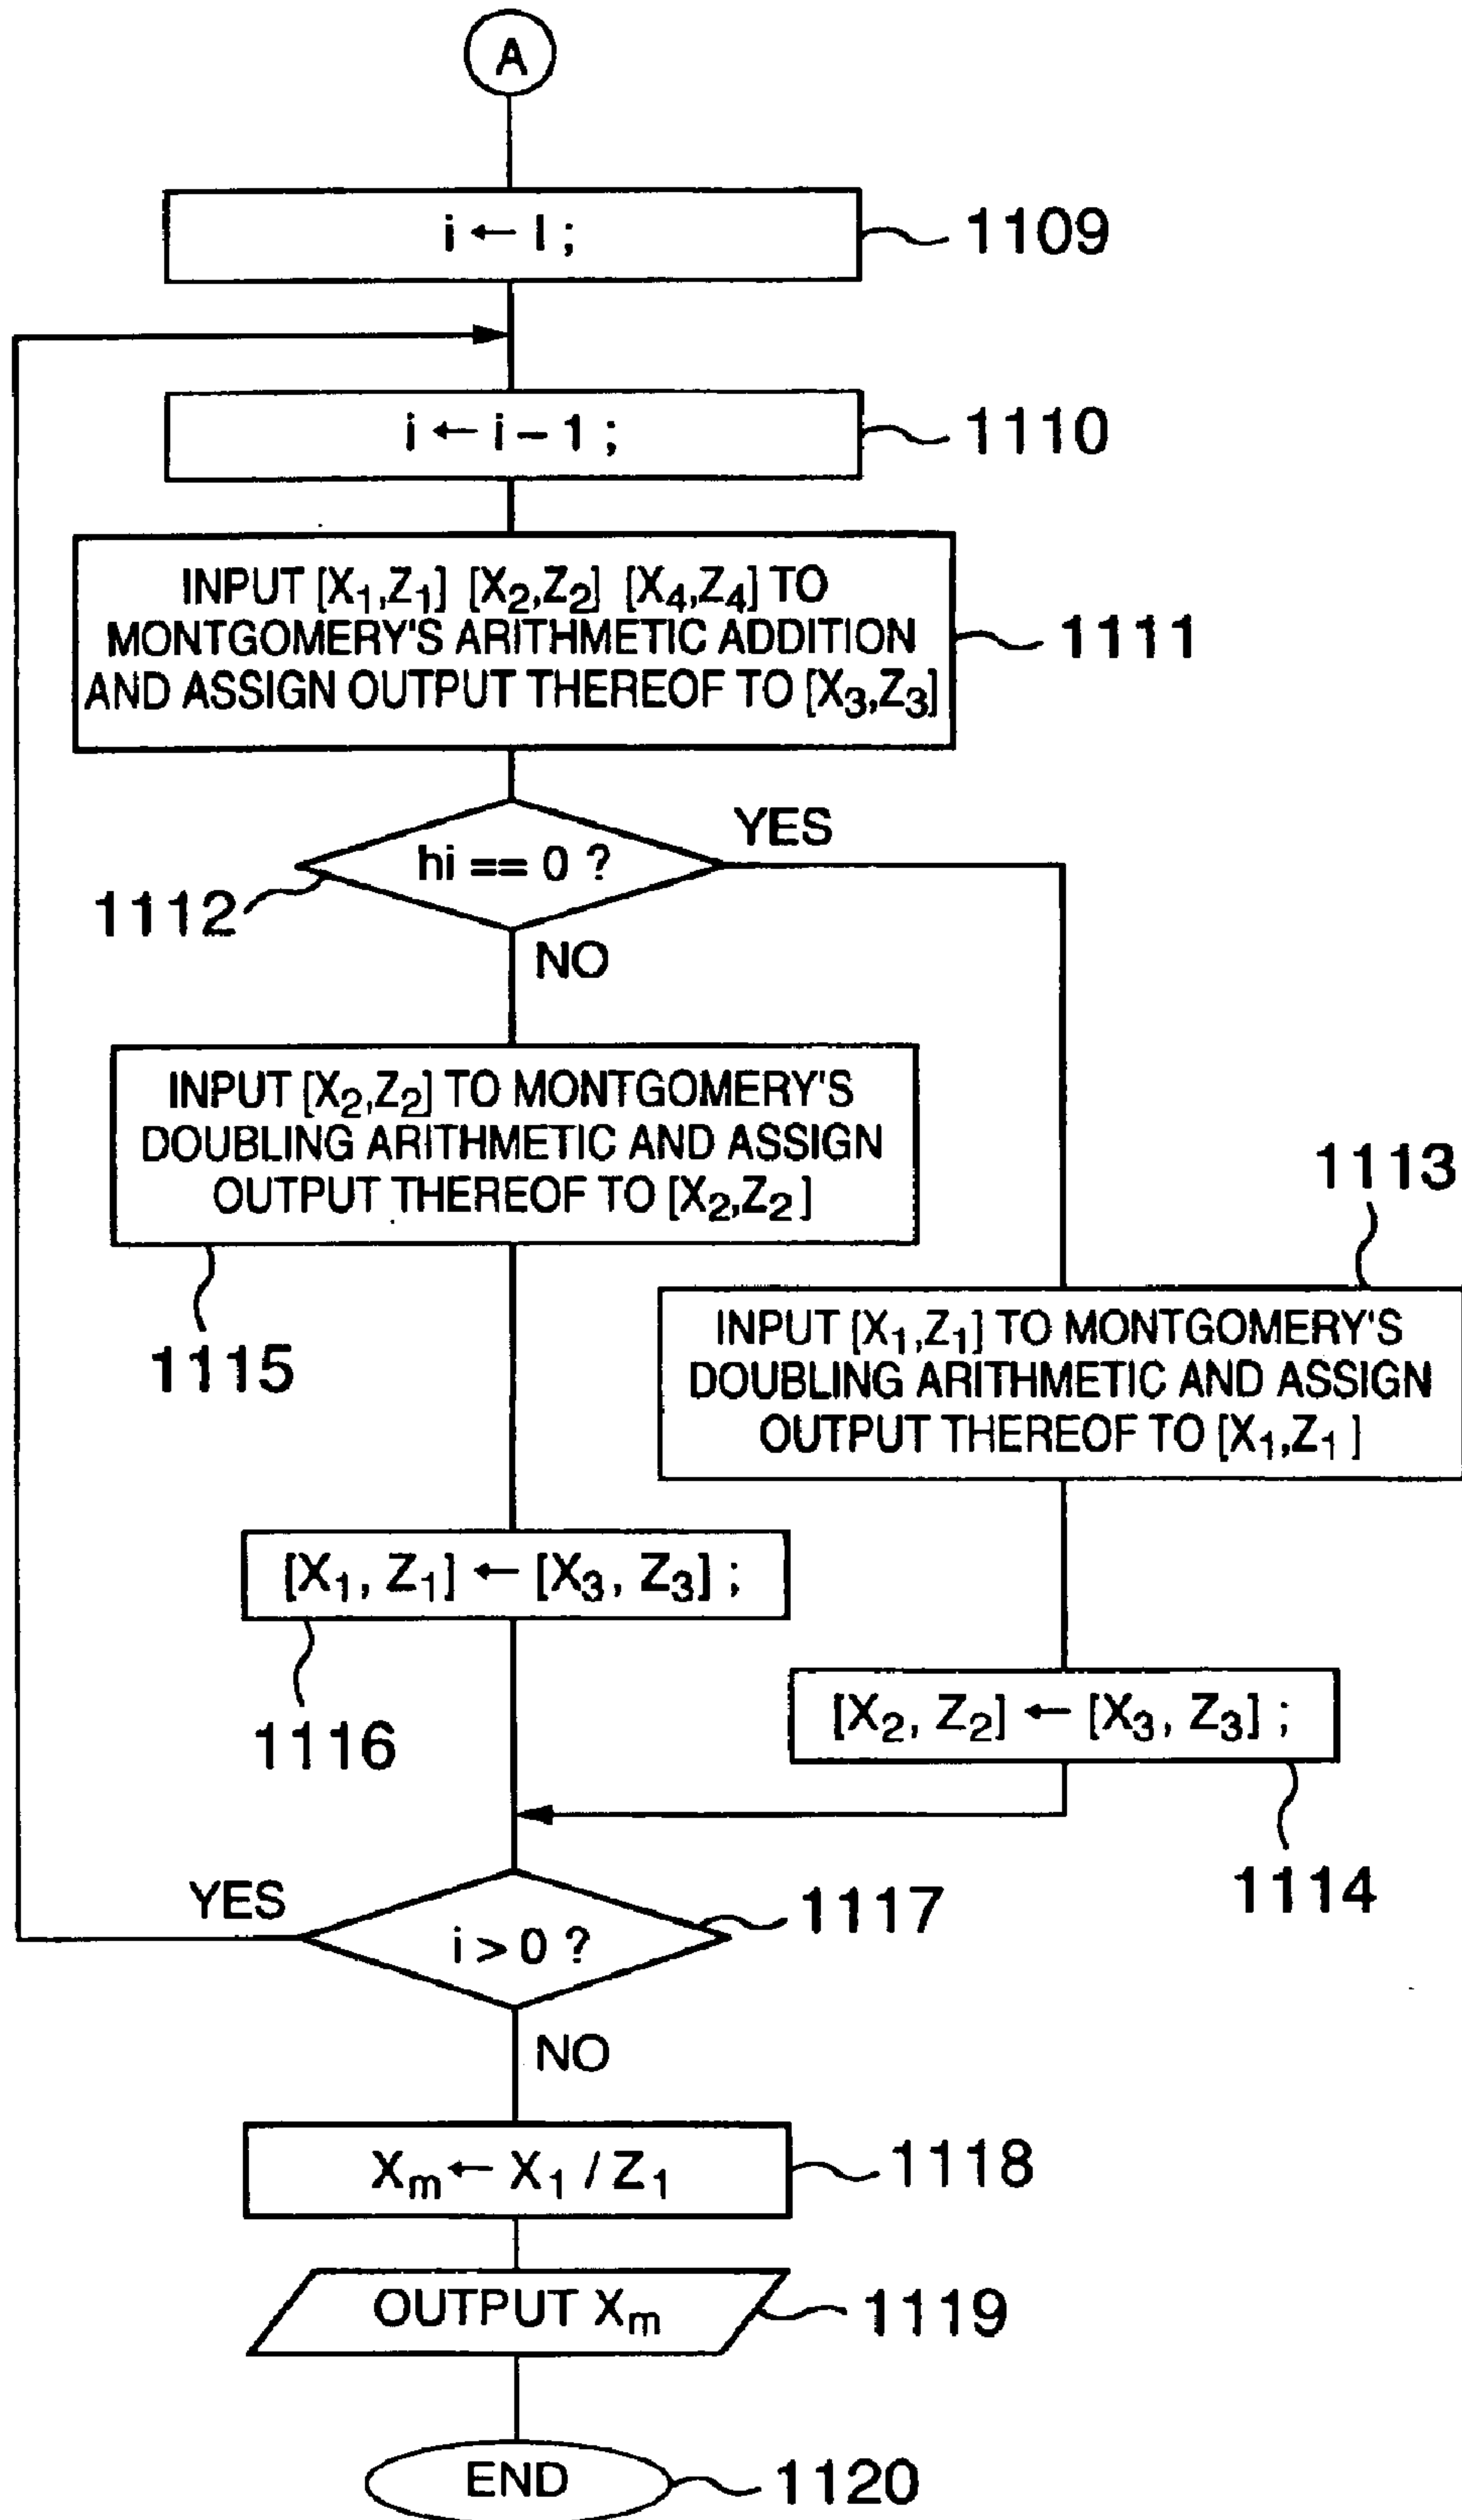 A
i ← l ;
1109
i ← i – 1 ;
1110
INPUT [X₁,Z₁] [X₂,Z₂] [X₄,Z₄] TO
MONTGOMERY'S ARITHMETIC ADDITION
AND ASSIGN OUTPUT THEREOF TO [X₃,Z₃]
1111
hi == 0 ?
YES
1112
NO
INPUT [X₂,Z₂] TO MONTGOMERY'S
DOUBLING ARITHMETIC AND ASSIGN
OUTPUT THEREOF TO [X₂,Z₂]
1115
1113
INPUT [X₁,Z₁] TO MONTGOMERY'S
DOUBLING ARITHMETIC AND ASSIGN
OUTPUT THEREOF TO [X₁,Z₁]
[X₁, Z₁] ← [X₃, Z₃] ;
1116
[X₂, Z₂] ← [X₃, Z₃] ;
1114
YES
i > 0 ?
1117
NO
Xₘ ← X₁ / Z₁
1118
OUTPUT Xₘ
1119
END
1120